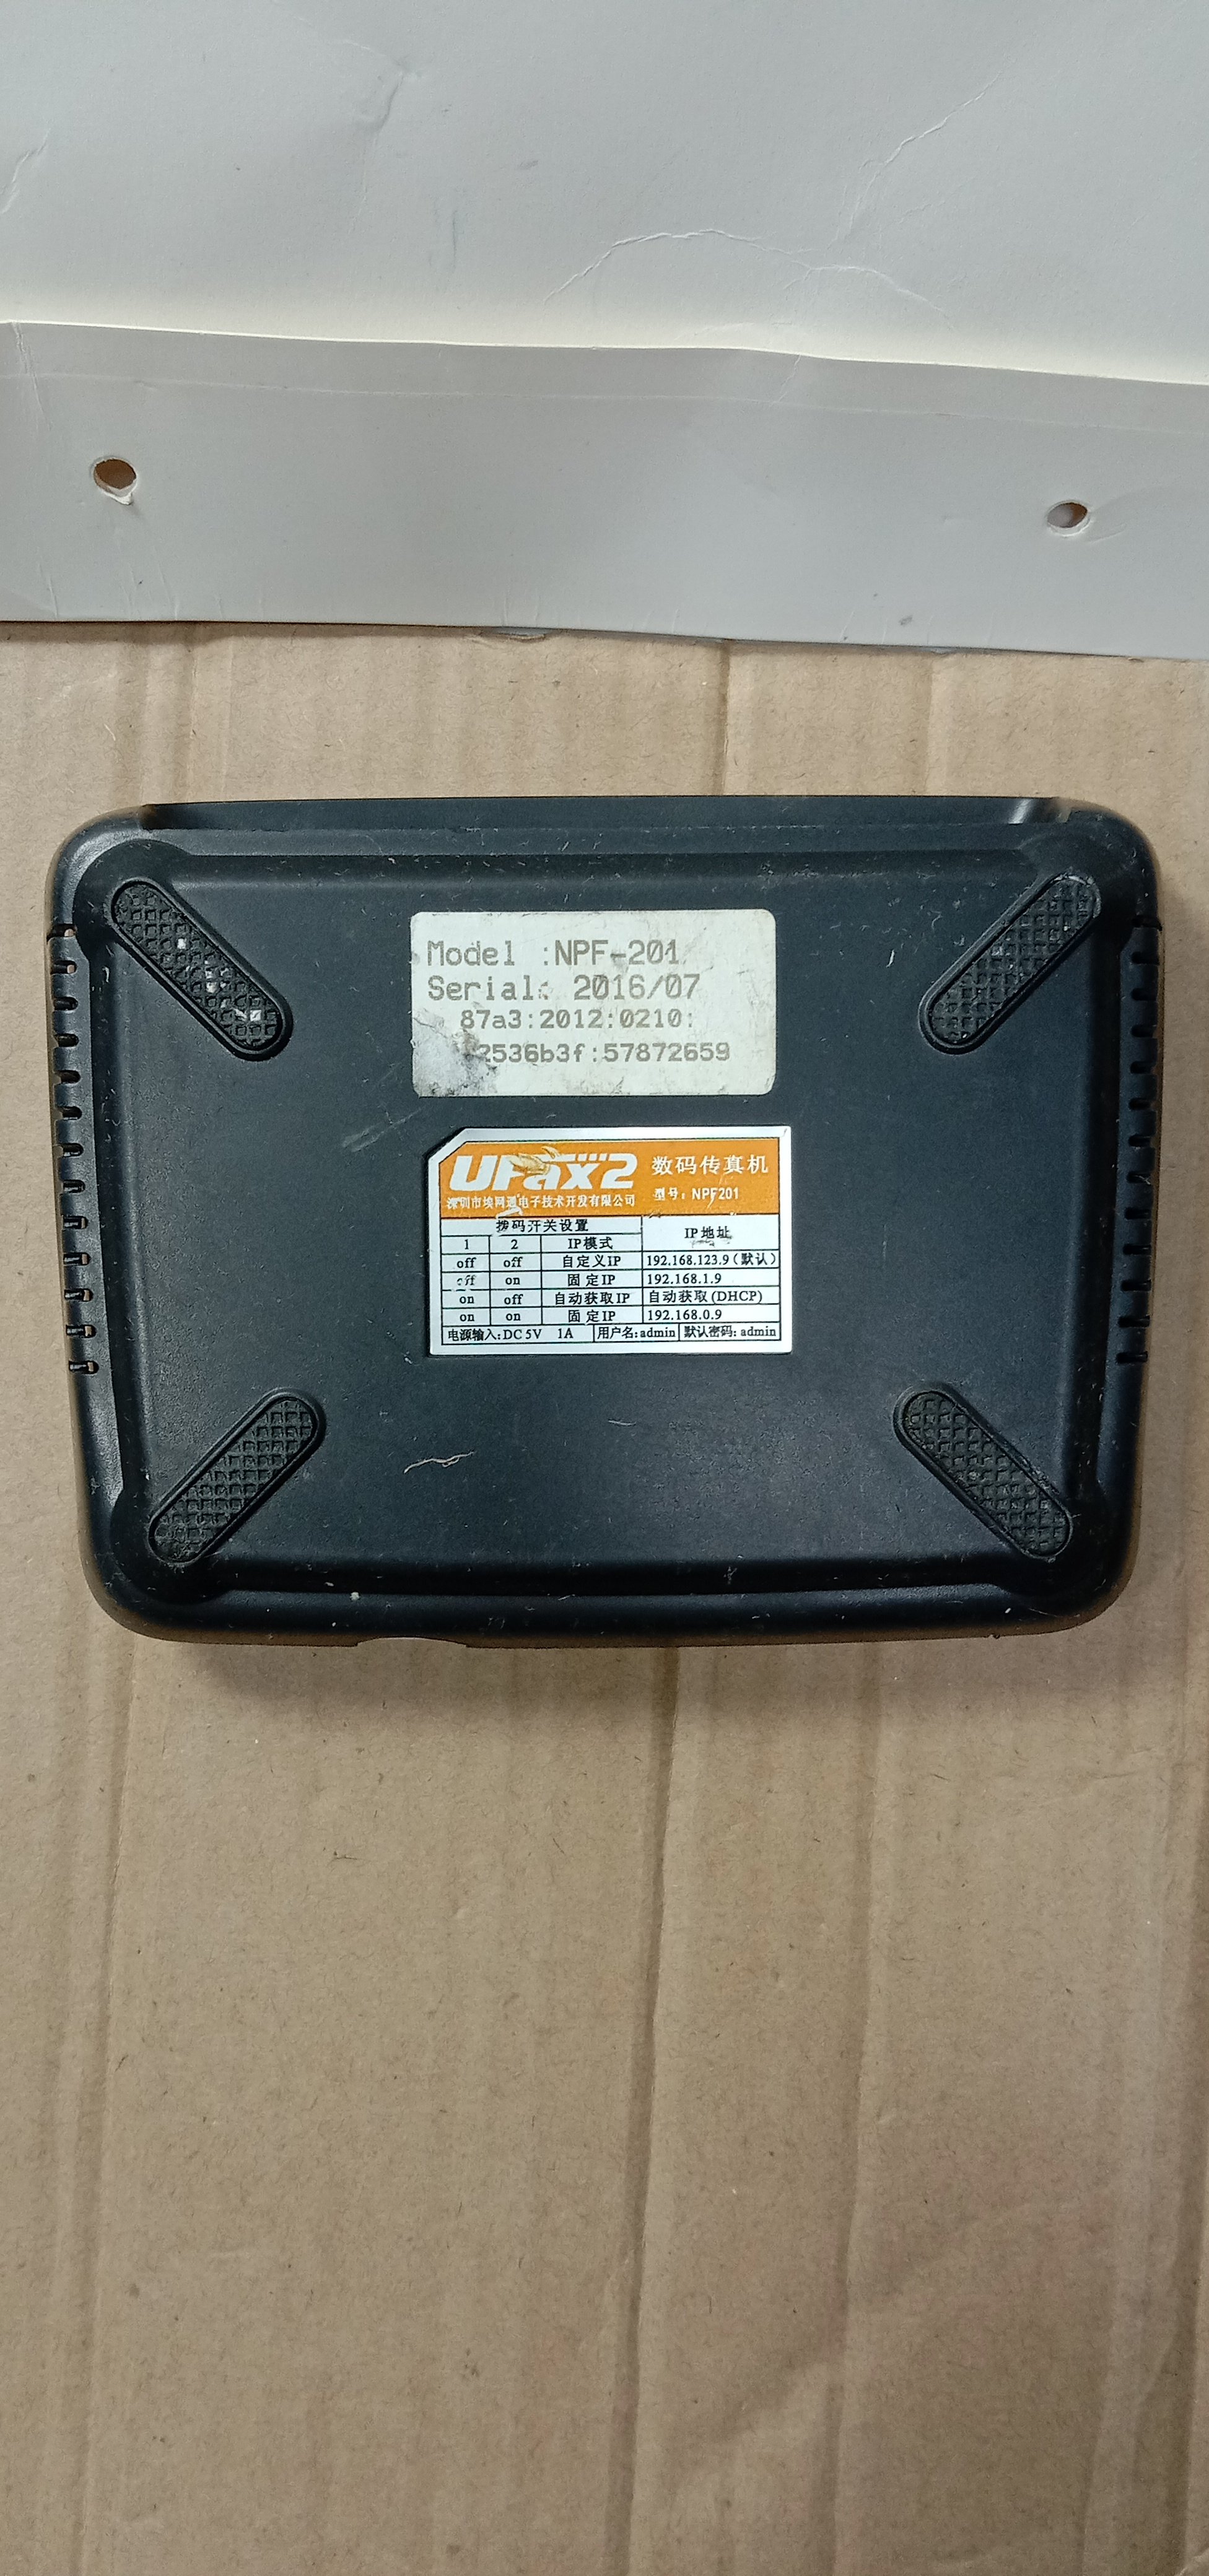 Model :NPF-201
Serial: 2016/07
87a3:2012:0210:
2536b3f:57872659
UFax2 数码传真机
深圳市埃网通电子技术开发有限公司 型号:NPF201
拨码开关设置 IP地址
1 2 IP模式
off off 自定义IP 192.168.123.9(默认)
off on 固定IP 192.168.1.9
on off 自动获取IP 自动获取(DHCP)
on on 固定IP 192.168.0.9
电源输入:DC 5V 1A 用户名:admin 默认密码:admin